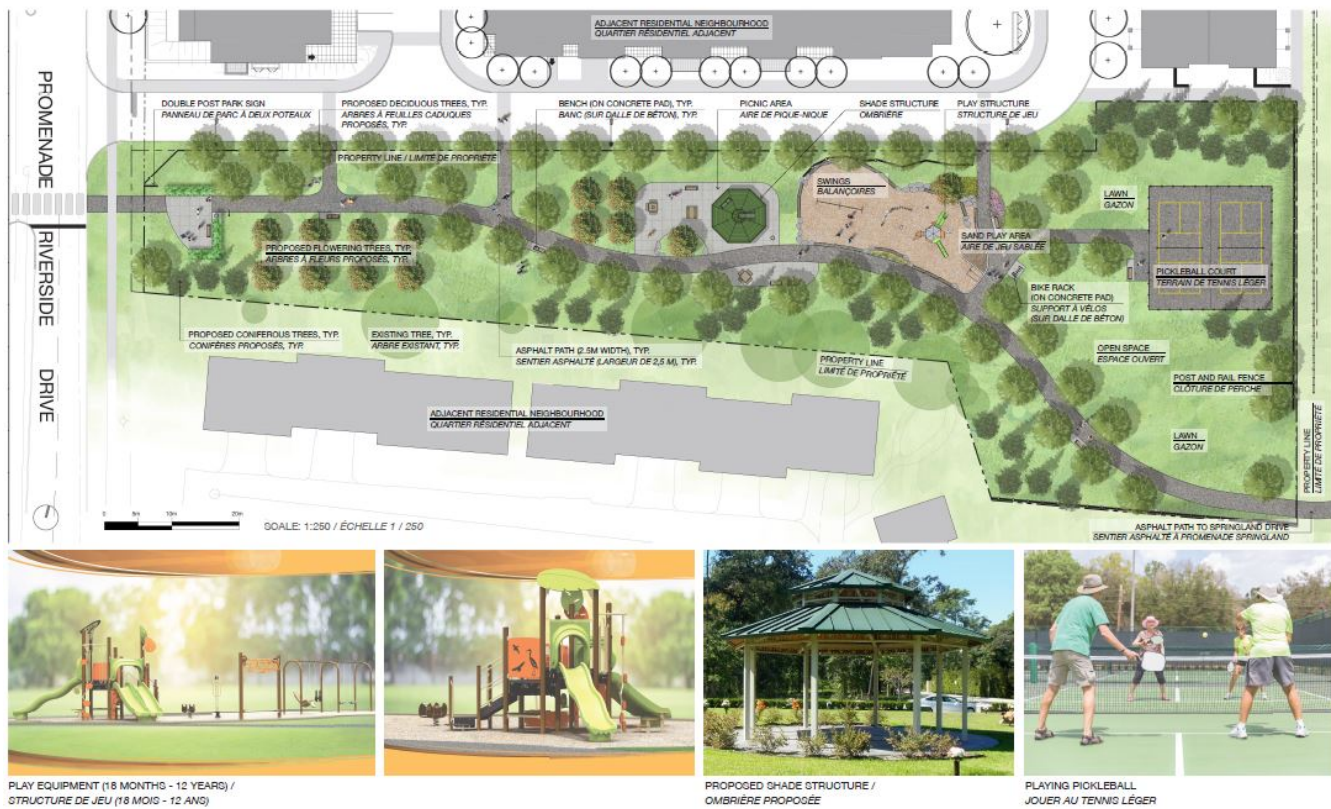 ADJACENT RESIDENTIAL NEIGHBOURHOOD
QUARTIER RÉSIDENTIEL ADJACENT
PROMENADE RIVERSIDE DRIVE
DOUBLE POST PARK SIGN
PANNEAU DE PARC À DEUX POTEAUX
PROPOSED DECIDUOUS TREES, TYP.
ARBRES À FEUILLES CADUQUES
PROPOSÉS, TYP.
BENCH (ON CONCRETE PAD), TYP.
BANC (SUR DALLE DE BÉTON), TYP.
PICNIC AREA
AIRE DE PIQUE-NIQUE
SHADE STRUCTURE
OMBRIÈRE
PLAY STRUCTURE
STRUCTURE DE JEU
PROPERTY LINE / LIMITÉ DE PROPRIÉTÉ
SWINGS
BALANÇOIRES
LAWN
GAZON
SAND PLAY AREA
AIRE DE JEU SABLÉE
PROPOSED FLOWERING TREES, TYP.
ARBRES À FLEURS PROPOSÉS, TYP.
PICKLEBALL COURT
TERRAIN DE TENNIS LÉGER
BIKE RACK
(ON CONCRETE PAD)
SUPPORT À VÉLOS
(SUR DALLE DE BÉTON)
PROPOSED CONIFEROUS TREES, TYP.
CONIFÈRES PROPOSÉS, TYP.
EXISTING TREE, TYP.
ARBRE EXISTANT, TYP.
ASPHALT PATH (2.5M WIDTH), TYP.
SENTIER ASPHALTÉ (LARGEUR DE 2,5 M), TYP.
PROPERTY LINE
LIMITÉ DE PROPRIÉTÉ
OPEN SPACE
ESPACE OUVERT
POST AND RAIL FENCE
CLÔTURE DE PERCHE
ADJACENT RESIDENTIAL NEIGHBOURHOOD
QUARTIER RÉSIDENTIEL ADJACENT
LAWN
GAZON
PROPERTY LINE
LIMITÉ DE PROPRIÉTÉ
0 5m 10m 20m
SCALE: 1:250 / ÉCHELLE 1 / 250
ASPHALT PATH TO SPRINGLAND DRIVE
SENTIER ASPHALTÉ À PROMENADE SPRINGLAND
PLAY EQUIPMENT (18 MONTHS - 12 YEARS) /
STRUCTURE DE JEU (18 MOIS - 12 ANS)
PROPOSED SHADE STRUCTURE /
OMBRIÈRE PROPOSÉE
PLAYING PICKLEBALL
JOUER AU TENNIS LÉGER